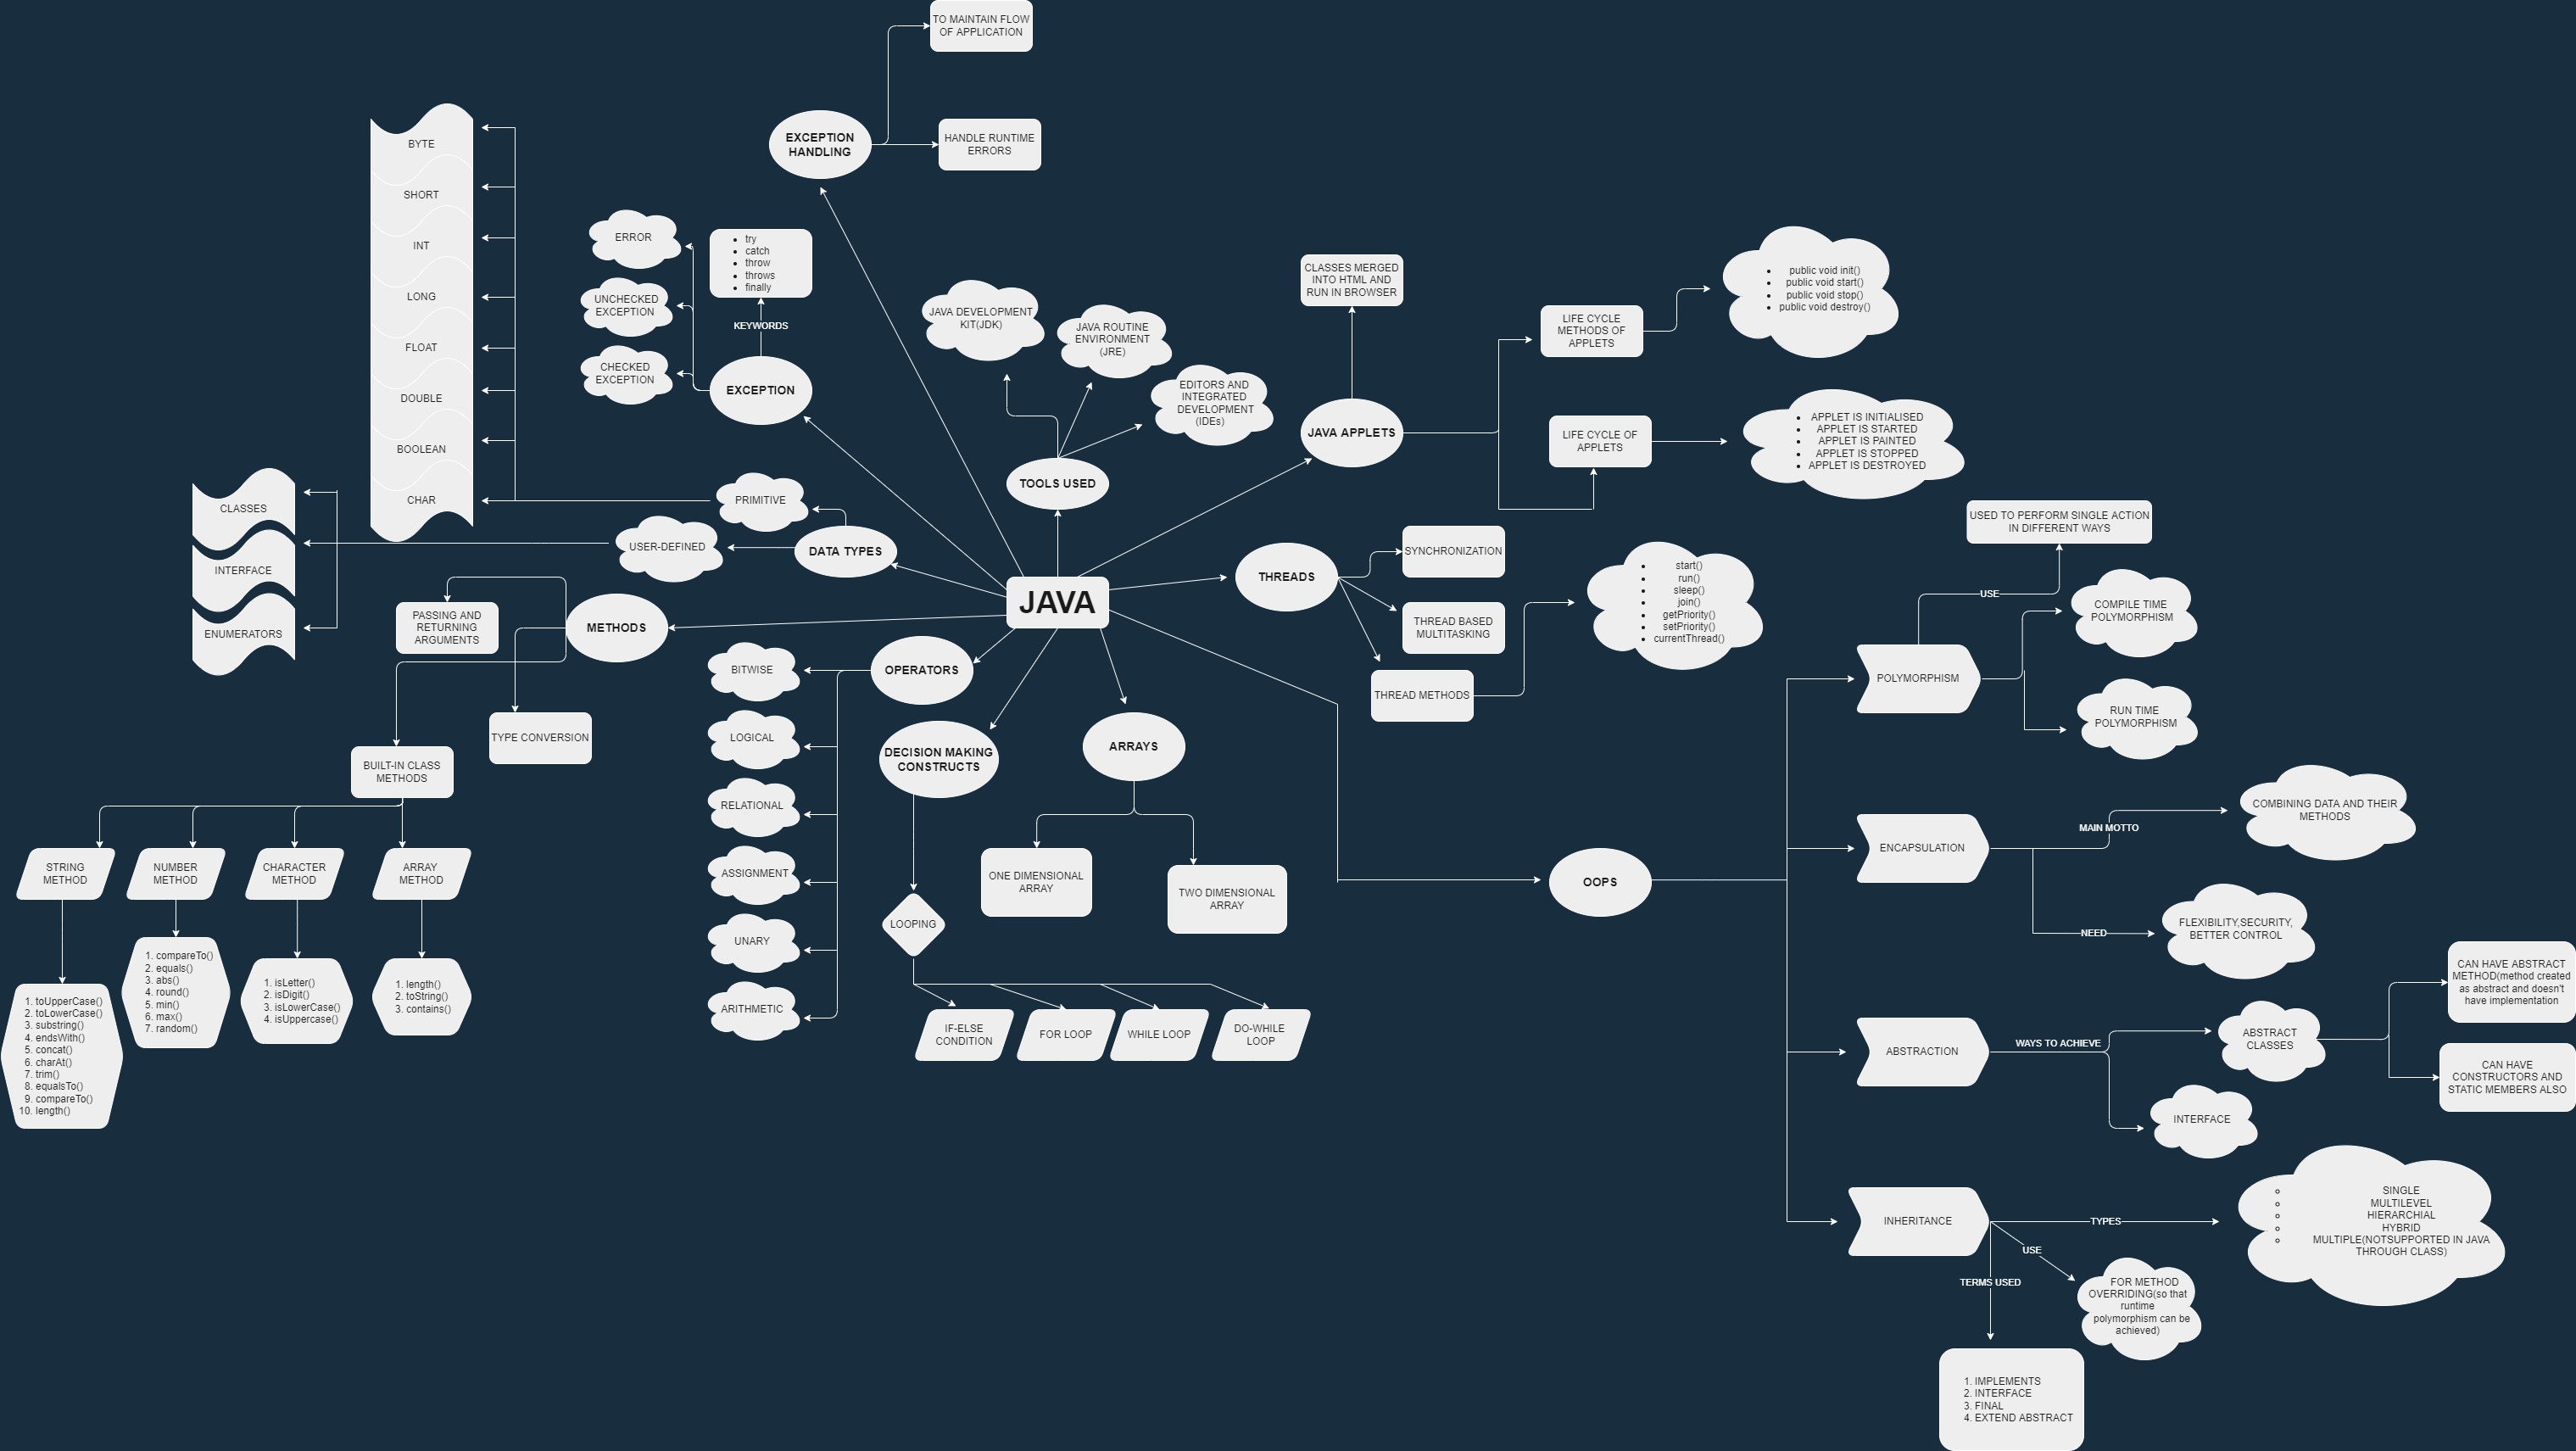 TO MAINTAIN FLOW
OF APPLICATION
EXCEPTION
HANDLING
HANDLE RUNTIME
ERRORS
BYTE
SHORT
INT
LONG
FLOAT
DOUBLE
BOOLEAN
CHAR
ERROR
UNCHECKED
EXCEPTION
CHECKED
EXCEPTION
• try
• catch
• throw
• throws
• finally
KEYWORDS
EXCEPTION
JAVA DEVELOPMENT
KIT(JDK)
JAVA ROUTINE
ENVIRONMENT
(JRE)
EDITORS AND
INTEGRATED
DEVELOPMENT
(IDEs)
TOOLS USED
CLASSES MERGED
INTO HTML AND
RUN IN BROWSER
JAVA APPLETS
LIFE CYCLE
METHODS OF
APPLETS
• public void init()
• public void start()
• public void stop()
• public void destroy()
LIFE CYCLE OF
APPLETS
• APPLET IS INITIALISED
• APPLET IS STARTED
• APPLET IS PAINTED
• APPLET IS STOPPED
• APPLET IS DESTROYED
CLASSES
INTERFACE
ENUMERATORS
PRIMITIVE
USER-DEFINED
DATA TYPES
JAVA
THREADS
SYNCHRONIZATION
THREAD BASED
MULTITASKING
THREAD METHODS
• start()
• run()
• sleep()
• join()
• getPriority()
• setPriority()
• currentThread()
USED TO PERFORM SINGLE ACTION
IN DIFFERENT WAYS
USE
COMPILE TIME
POLYMORPHISM
POLYMORPHISM
RUN TIME
POLYMORPHISM
PASSING AND
RETURNING
ARGUMENTS
METHODS
TYPE CONVERSION
BUILT-IN CLASS
METHODS
STRING
METHOD
NUMBER
METHOD
CHARACTER
METHOD
ARRAY
METHOD
1. toUpperCase()
2. toLowerCase()
3. substring()
4. endsWith()
5. concat()
6. charAt()
7. trim()
8. equalsTo()
9. compareTo()
10. length()
1. compareTo()
2. equals()
3. abs()
4. round()
5. min()
6. max()
7. random()
1. isLetter()
2. isDigit()
3. isLowerCase()
4. isUppercase()
1. length()
2. toString()
3. contains()
OPERATORS
BITWISE
LOGICAL
RELATIONAL
ASSIGNMENT
UNARY
ARITHMETIC
DECISION MAKING
CONSTRUCTS
LOOPING
IF-ELSE
CONDITION
FOR LOOP
WHILE LOOP
DO-WHILE
LOOP
ARRAYS
ONE DIMENSIONAL
ARRAY
TWO DIMENSIONAL
ARRAY
OOPS
ENCAPSULATION
MAIN MOTTO
COMBINING DATA AND THEIR
METHODS
NEED
FLEXIBILITY,SECURITY,
BETTER CONTROL
ABSTRACTION
WAYS TO ACHIEVE
ABSTRACT
CLASSES
INTERFACE
CAN HAVE ABSTRACT
METHOD(method created
as abstract and doesn't
have implementation
CAN HAVE
CONSTRUCTORS AND
STATIC MEMBERS ALSO
INHERITANCE
TYPES
USE
TERMS USED
◦ SINGLE
◦ MULTILEVEL
◦ HIERARCHIAL
◦ HYBRID
◦ MULTIPLE(NOTSUPPORTED IN JAVA
THROUGH CLASS)
FOR METHOD
OVERRIDING(so that
runtime
polymorphism can be
achieved)
1. IMPLEMENTS
2. INTERFACE
3. FINAL
4. EXTEND ABSTRACT